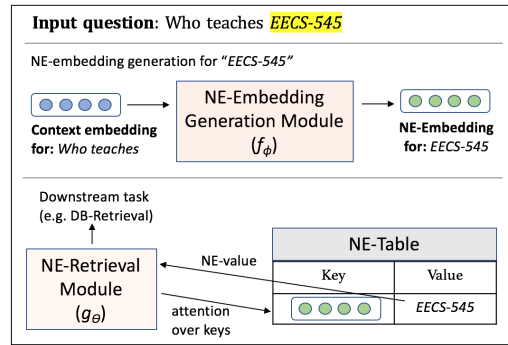 Input question: Who teaches EECS-545
NE-embedding generation for “EECS-545”
Context embedding
for: Who teaches
NE-Embedding
Generation Module
(fϕ)
NE-Embedding
for: EECS-545
Downstream task
(e.g. DB-Retrieval)
NE-Retrieval
Module
(gΘ)
NE-value
attention
over keys
NE-Table
Key Value
EECS-545